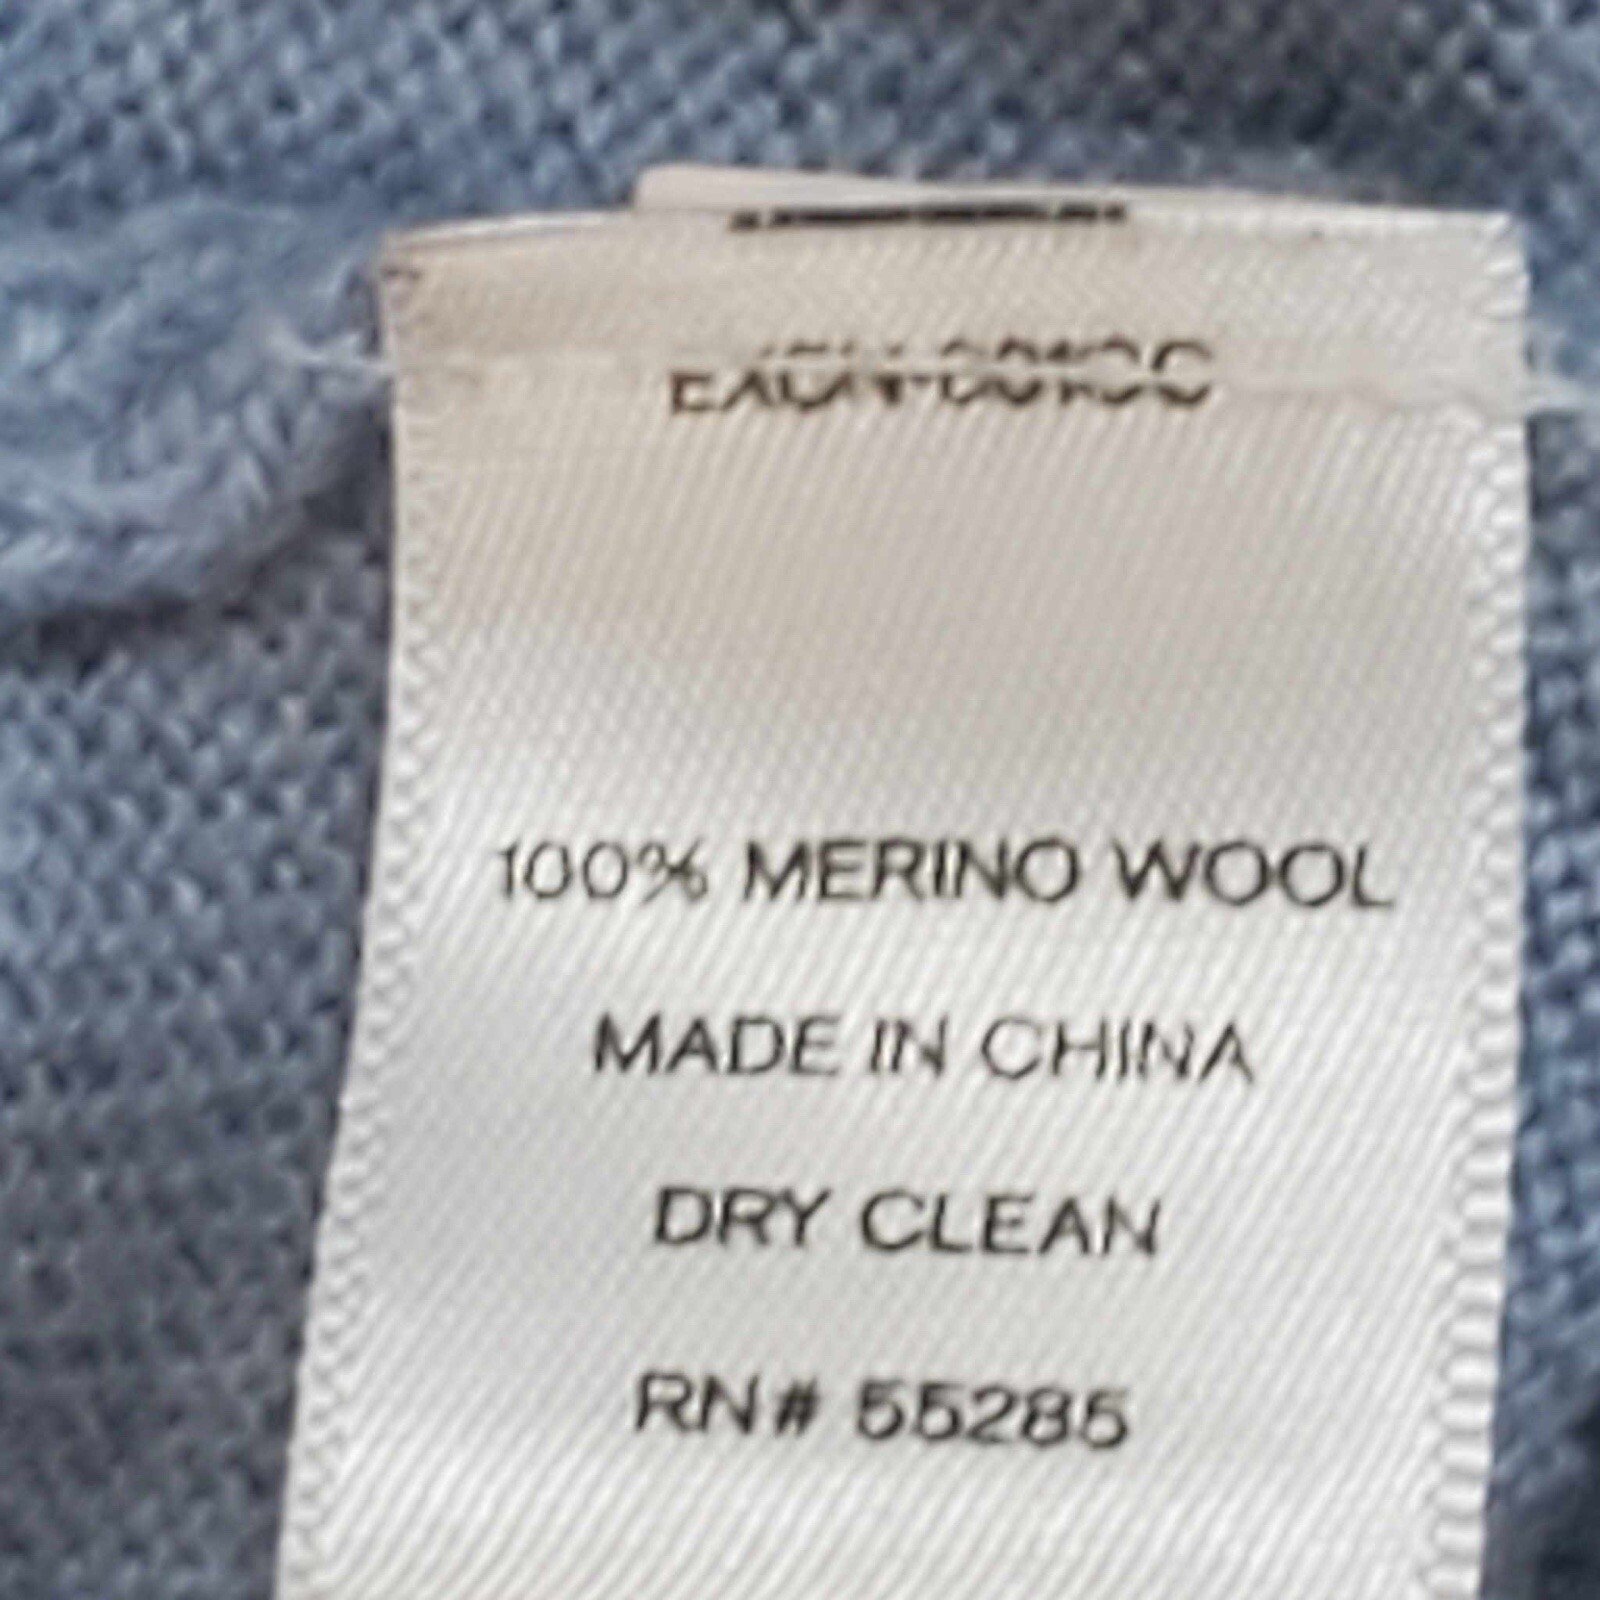 100% MERINO WOOL
MADE IN CHINA
DRY CLEAN
RN# 55285